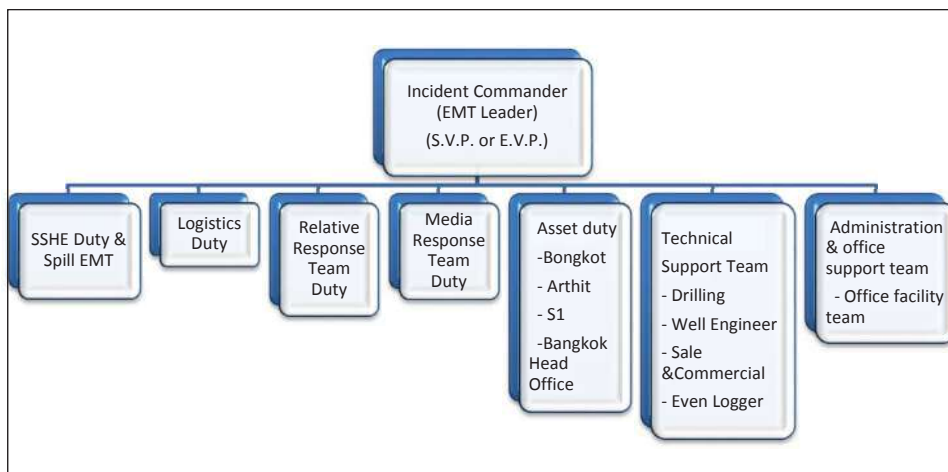 Incident Commander
(EMT Leader)
(S.V.P. or E.V.P.)
SSHE Duty &
Spill EMT
Logistics
Duty
Relative
Response
Team
Duty
Media
Response
Team
Duty
Asset duty
-Bongkot
- Arthit
- S1
-Bangkok
Head
Office
Technical
Support Team
- Drilling
- Well Engineer
- Sale
&Commercial
- Even Logger
Administration
& office
support team
- Office facility
team